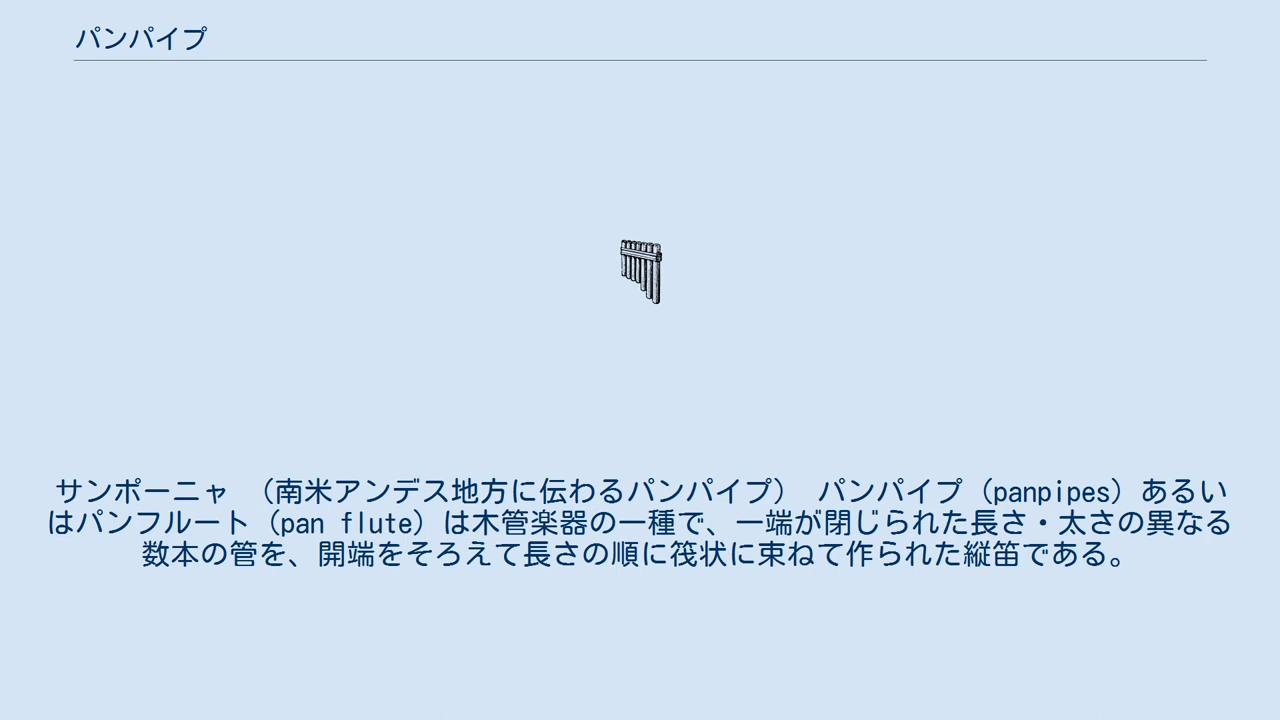 パンパイプ
サンポーニャ （南米アンデス地方に伝わるパンパイプ） パンパイプ（panpipes）あるい
はパンフルート（pan flute）は木管楽器の一種で、一端が閉じられた長さ・太さの異なる
数本の管を、開端をそろえて長さの順に筏状に束ねて作られた縦笛である。